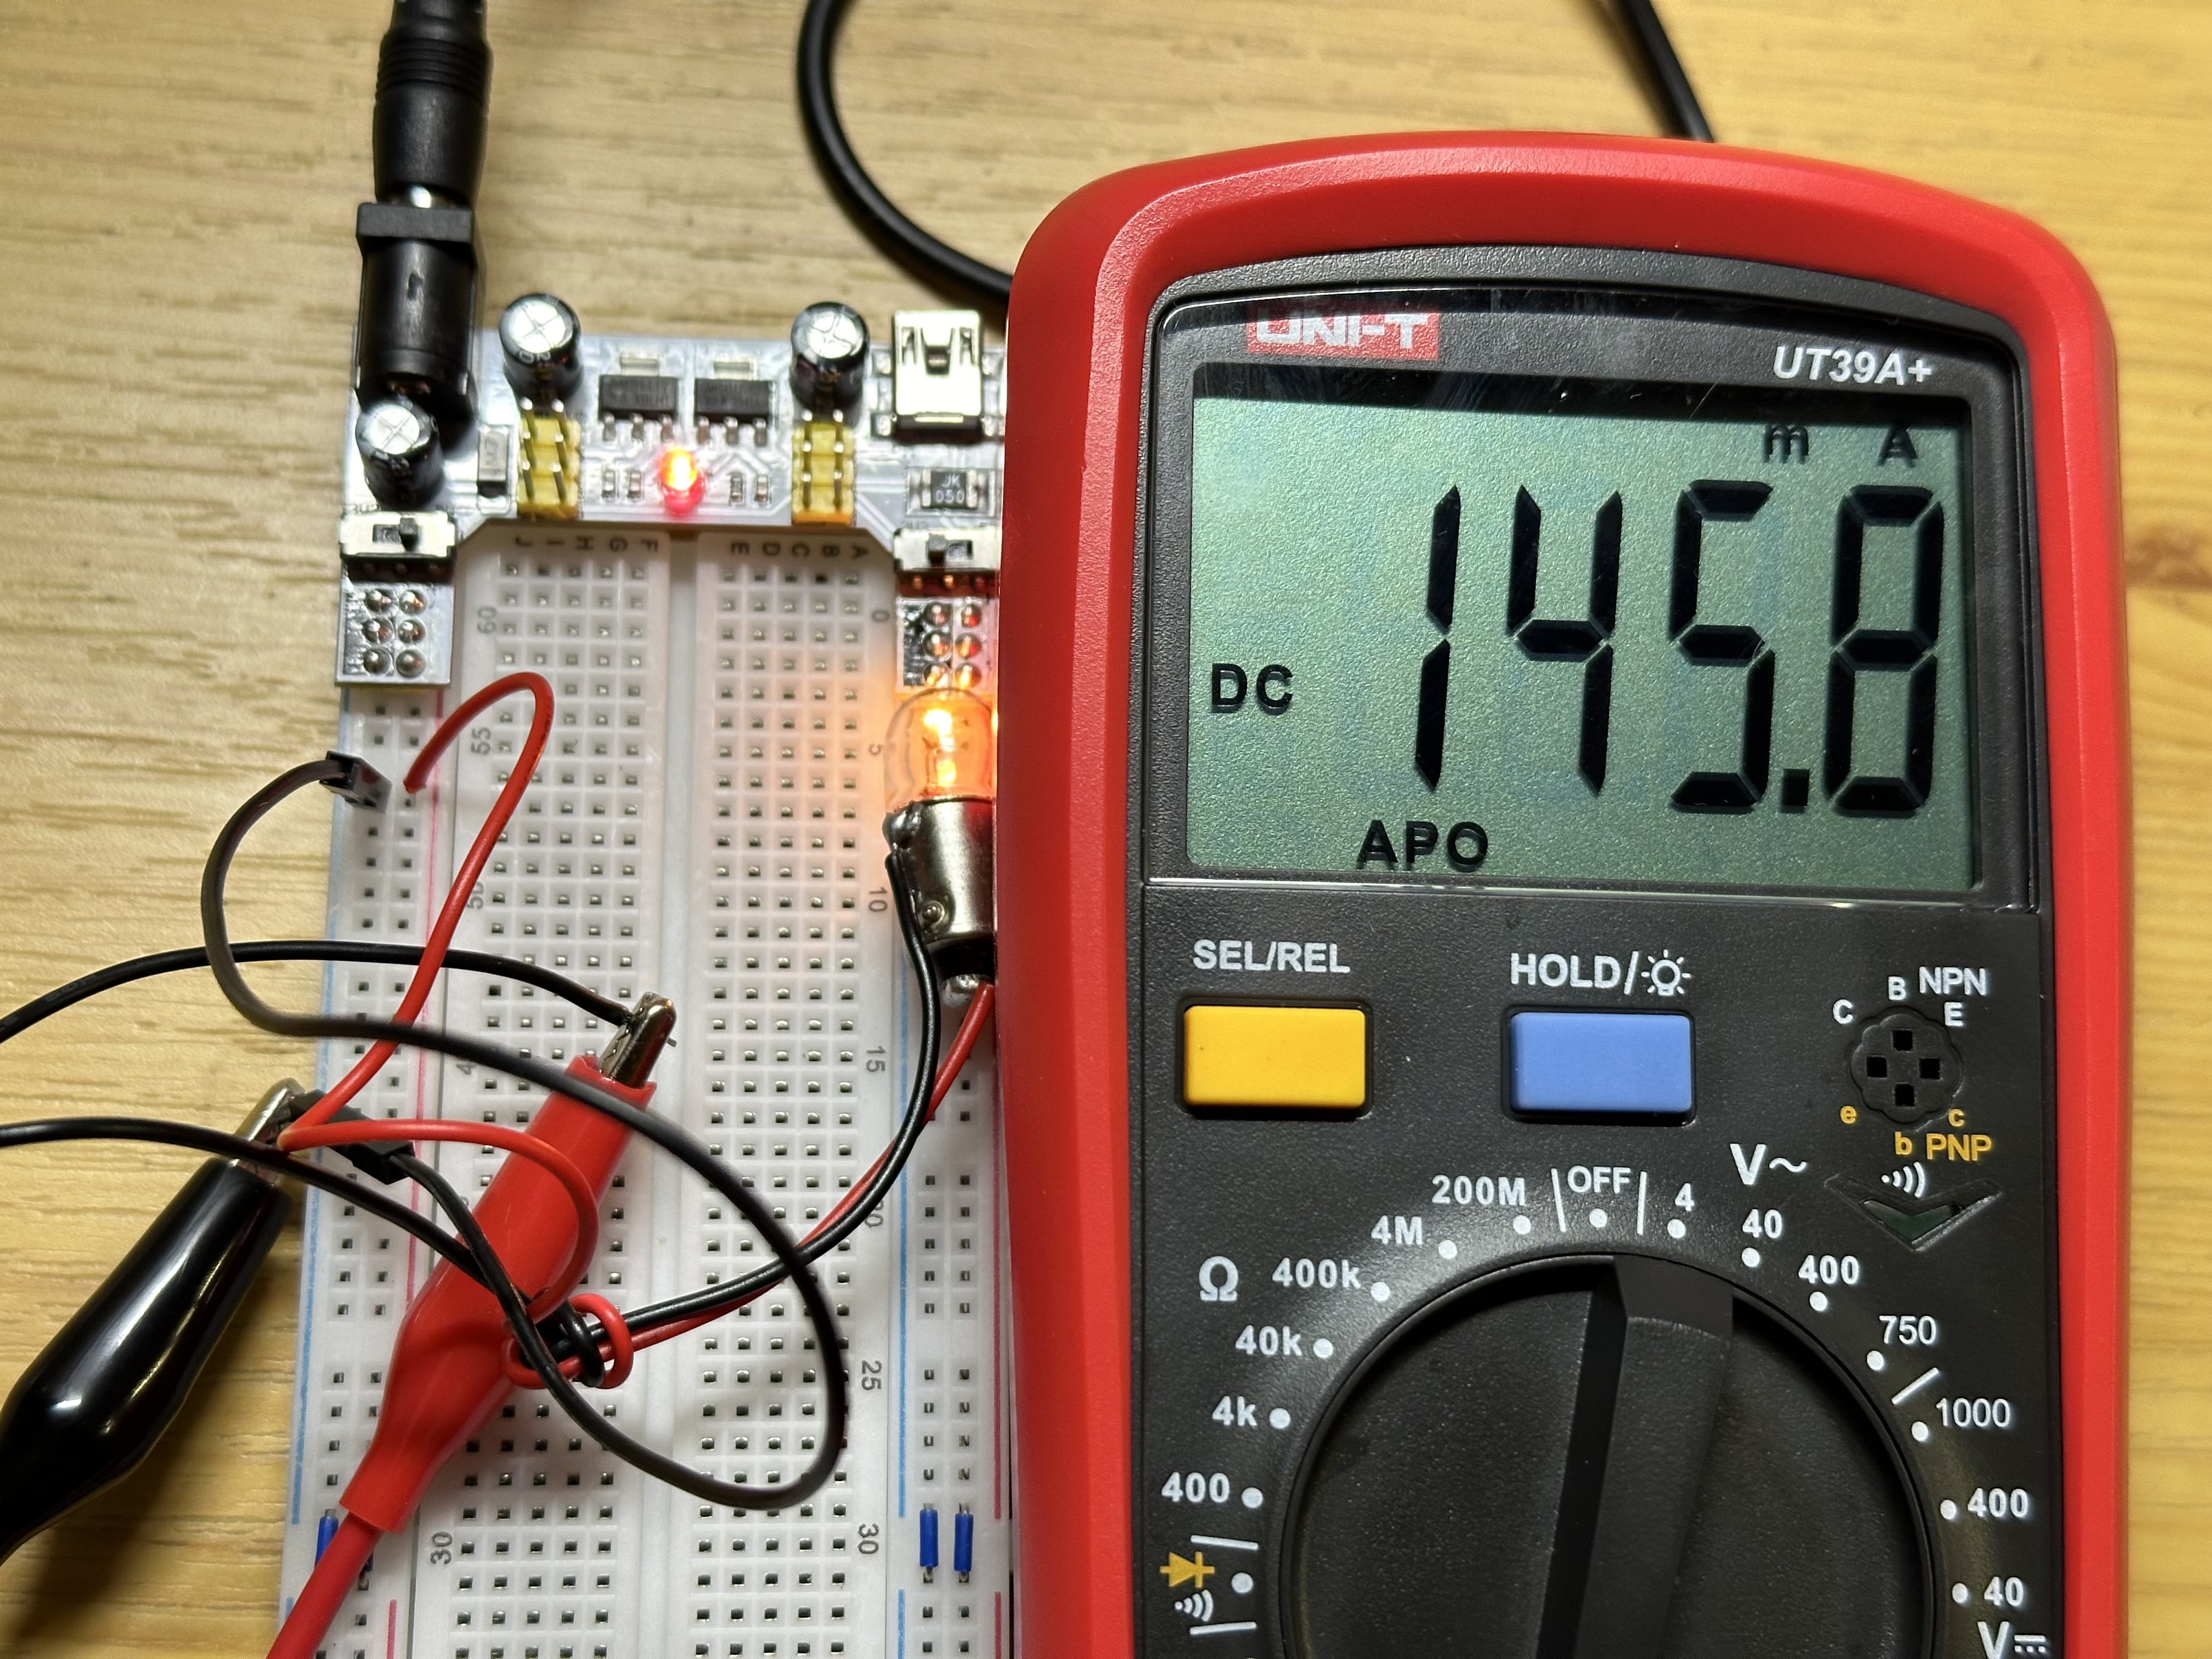 UNI-T
UT39A+
m A
145.8
DC
APO
SEL/REL
HOLD/
B NPN
C E
e c
b PNP
V~
200M OFF 4
4M 40
Ω 400k 400
40k 750
4k 1000
400 400
40
V⎓
JK
050
J I H G F E D C B A
60 0
55 5
50 10
15
25
30 30